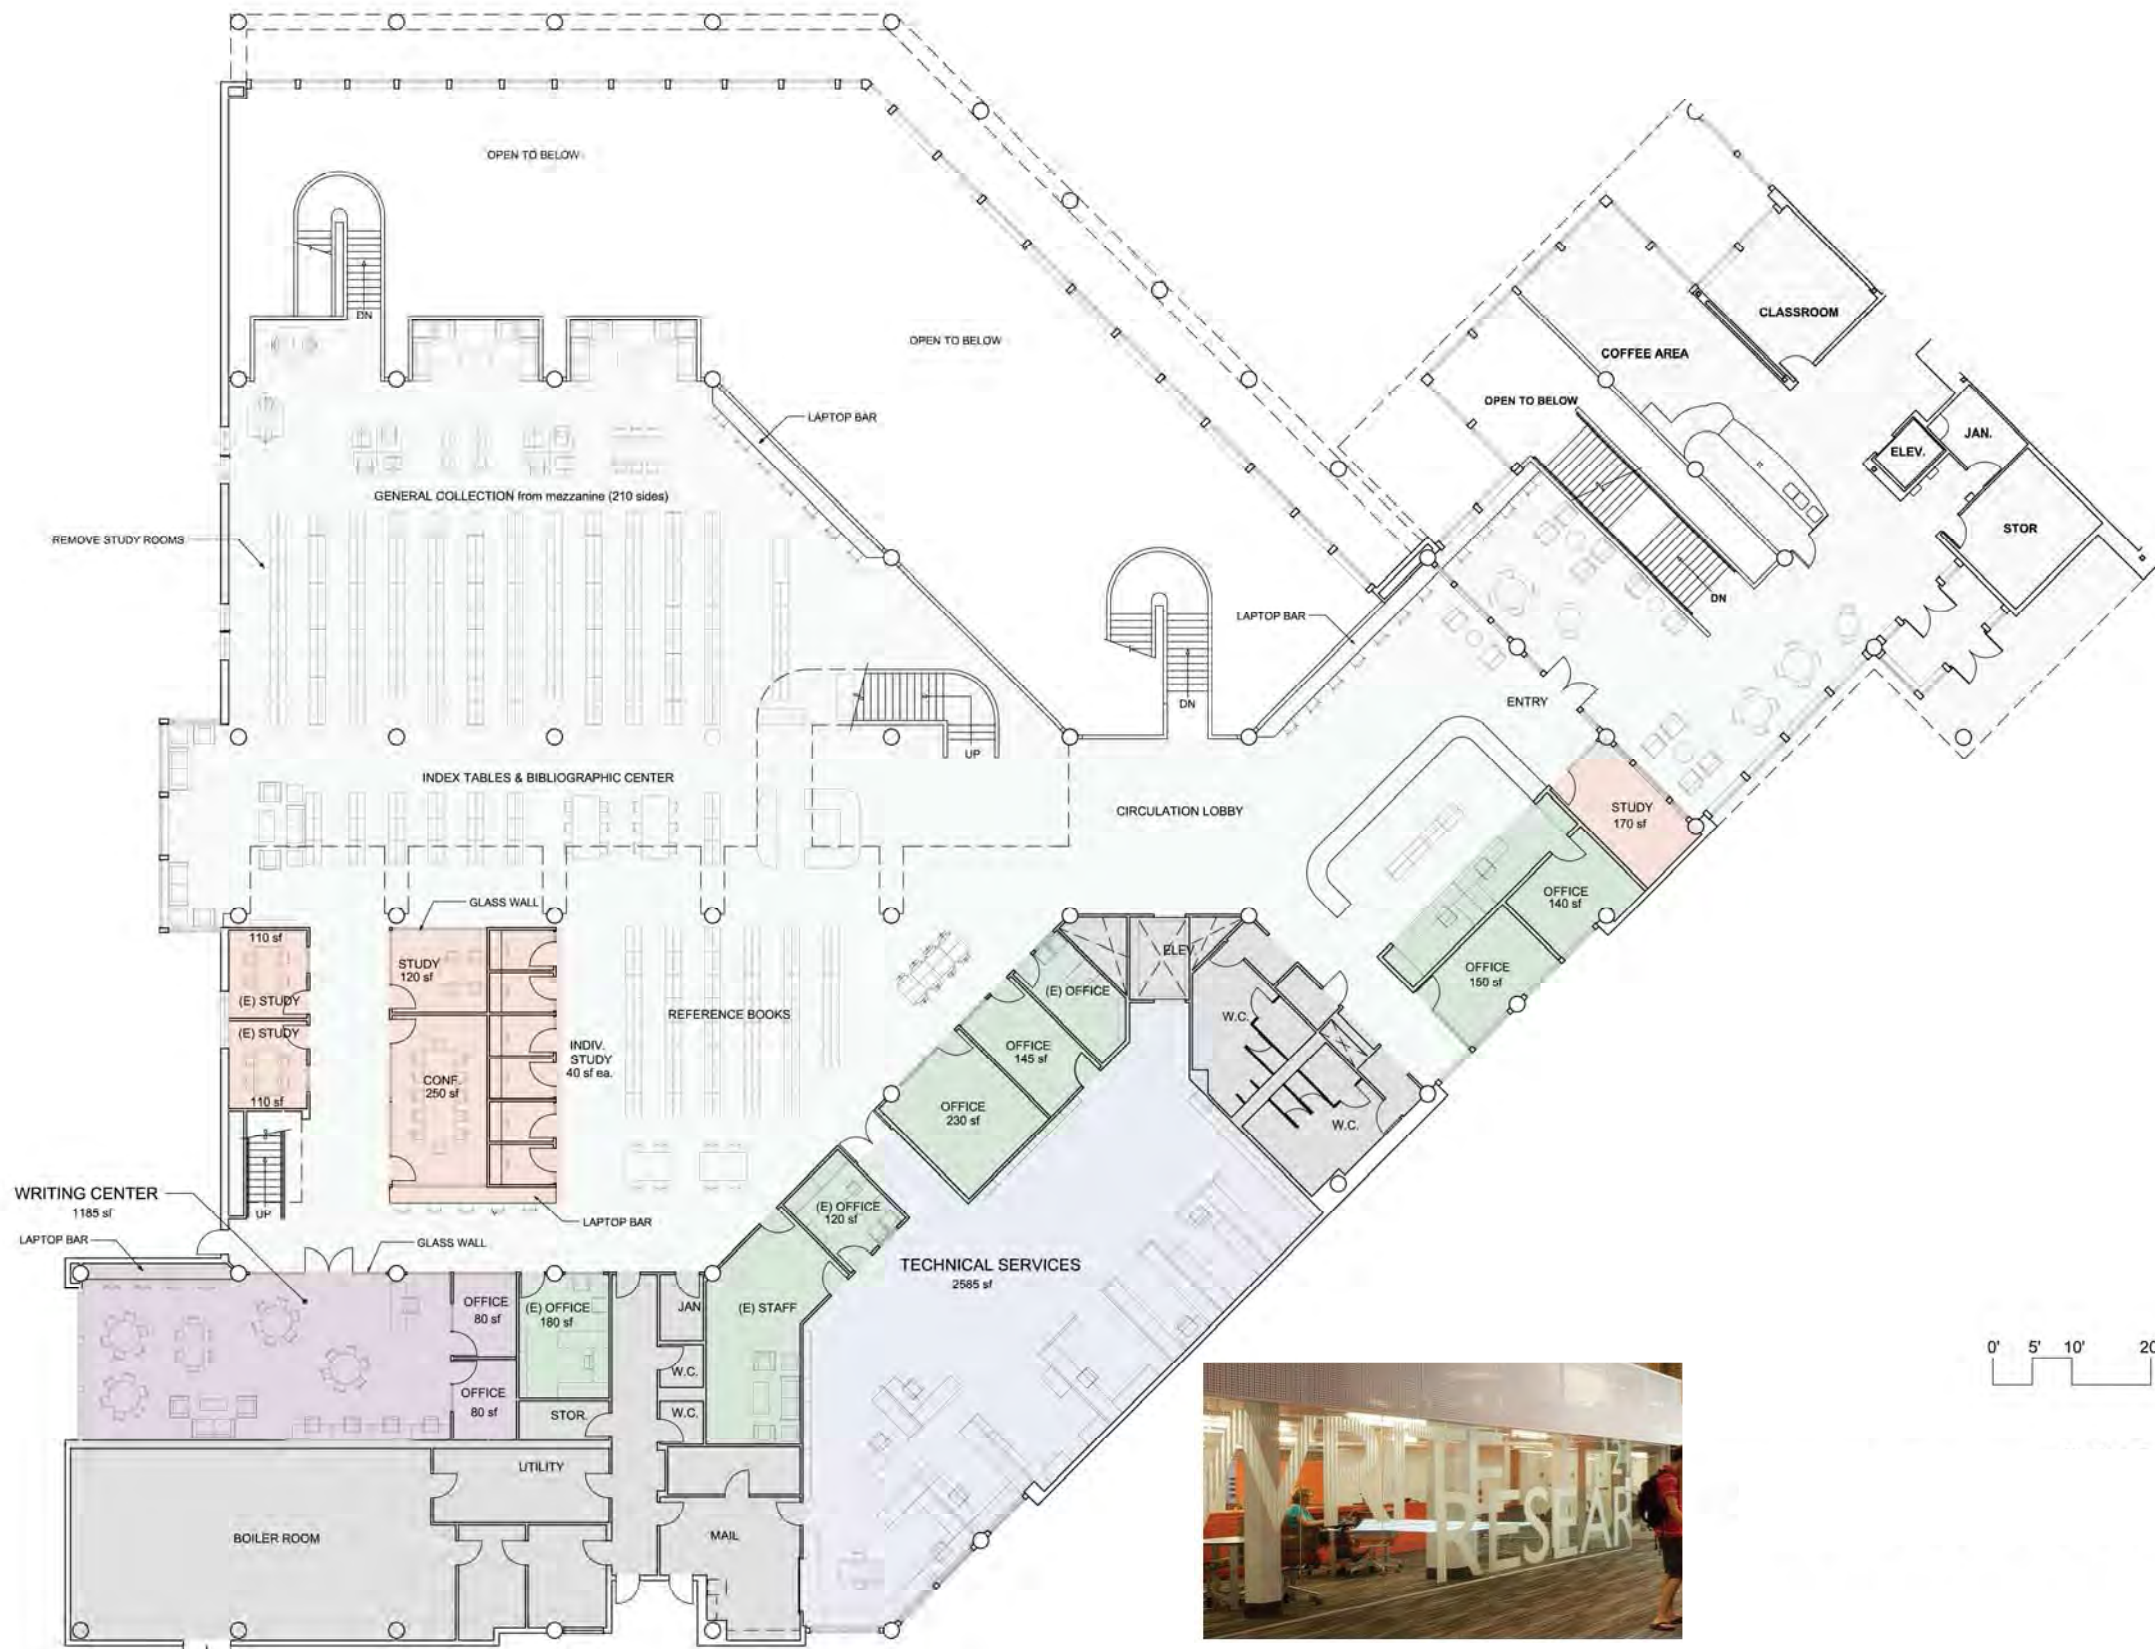 OPEN TO BELOW
DN
OPEN TO BELOW
CLASSROOM
COFFEE AREA
OPEN TO BELOW
LAPTOP BAR
JAN.
ELEV.
GENERAL COLLECTION from mezzanine (210 sides)
STOR
REMOVE STUDY ROOMS
DN
LAPTOP BAR
DN
ENTRY
UP
INDEX TABLES & BIBLIOGRAPHIC CENTER
CIRCULATION LOBBY
STUDY
170 sf
OFFICE
140 sf
GLASS WALL
110 sf
STUDY
120 sf
ELEV.
OFFICE
150 sf
(E) STUDY
(E) OFFICE
REFERENCE BOOKS
W.C.
(E) STUDY
INDIV.
STUDY
40 sf ea.
OFFICE
145 sf
CONF.
250 sf
110 sf
OFFICE
230 sf
W.C.
WRITING CENTER
1185 sf
UP
LAPTOP BAR
(E) OFFICE
120 sf
LAPTOP BAR
GLASS WALL
TECHNICAL SERVICES
2585 sf
OFFICE
80 sf
(E) OFFICE
180 sf
JAN
(E) STAFF
0' 5' 10' 20
W.C.
OFFICE
80 sf
STOR.
W.C.
UTILITY
BOILER ROOM
MAIL
RESEAR